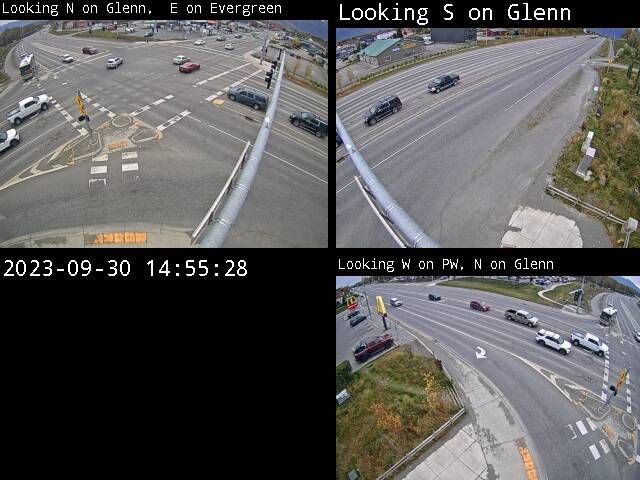 Looking N on Glenn,  E on Evergreen
Looking S on Glenn
2023-09-30 14:55:28
Looking W on PW, N on Glenn